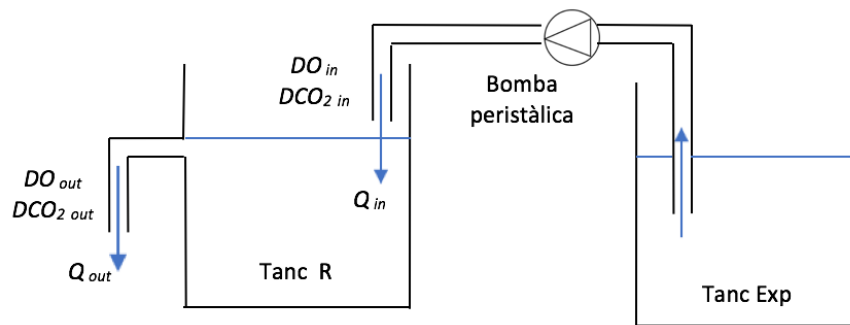 DO in
DCO2 in
Bomba
peristàlica
DO out
DCO2 out
Q in
Q out
Tanc R
Tanc Exp